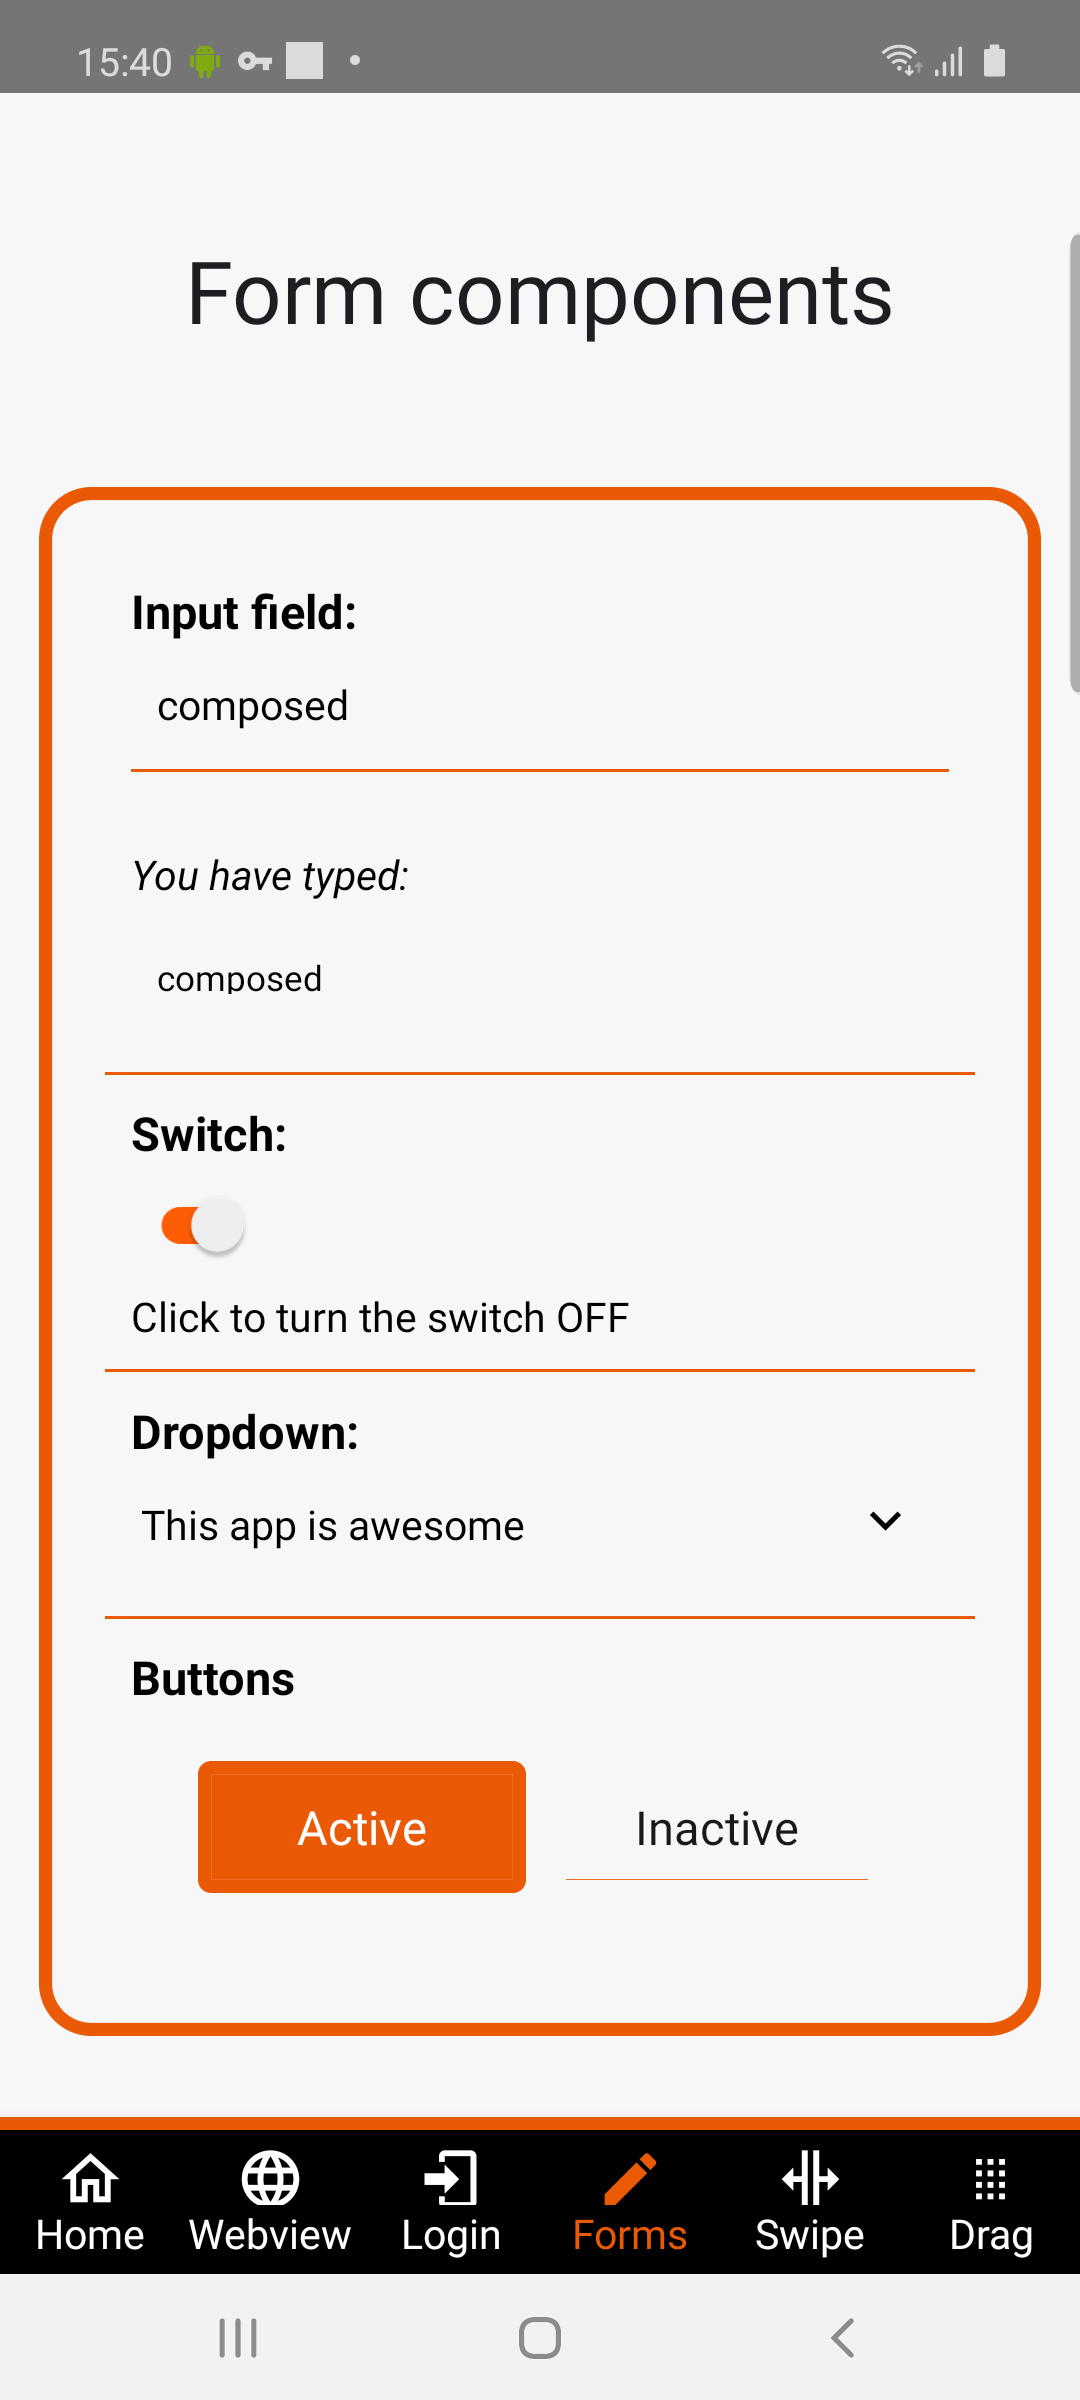 15:40
Form components
Input field:
composed
You have typed:
composed
Switch:
Click to turn the switch OFF
Dropdown:
This app is awesome
Buttons
Active Inactive
Home Webview Login Forms Swipe Drag